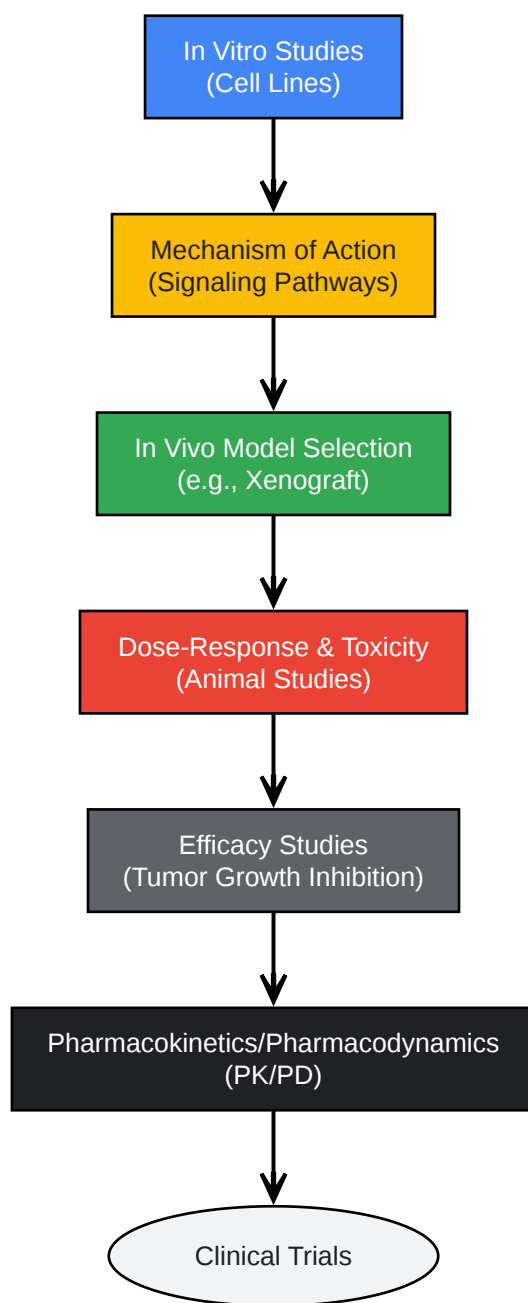 In Vitro Studies
(Cell Lines)
Mechanism of Action
(Signaling Pathways)
In Vivo Model Selection
(e.g., Xenograft)
Dose-Response & Toxicity
(Animal Studies)
Efficacy Studies
(Tumor Growth Inhibition)
Pharmacokinetics/Pharmacodynamics
(PK/PD)
Clinical Trials